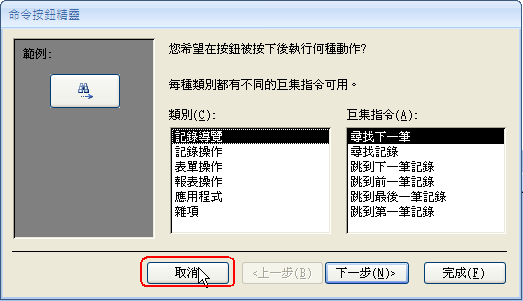 命令按鈕精靈
範例:
您希望在按鈕被按下後執行何種動作?
每種類別都有不同的巨集指令可用。
類別(C):
記錄導覽
記錄操作
表單操作
報表操作
應用程式
雜項
巨集指令(A):
尋找下一筆
尋找記錄
跳到下一筆記錄
跳到前一筆記錄
跳到最後一筆記錄
跳到第一筆記錄
取消
<上一步(B)
下一步(N)>
完成(F)